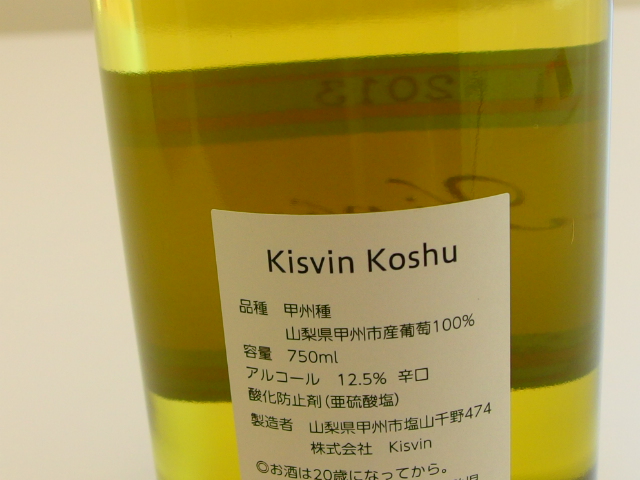 2013
Kisvin Koshu
品種 甲州種
山梨県甲州市産葡萄100%
容量 750ml
アルコール 12.5% 辛口
酸化防止剤(亜硫酸塩)
製造者 山梨県甲州市塩山千野474
株式会社 Kisvin
◎お酒は20歳になってから。